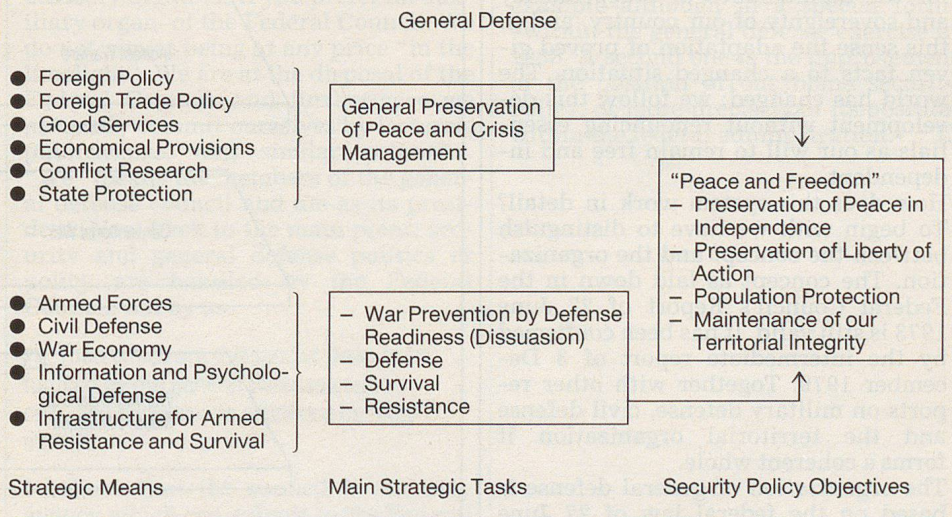 General Defense
● Foreign Policy
● Foreign Trade Policy
● Good Services
● Economical Provisions
● Conflict Research
● State Protection
General Preservation
of Peace and Crisis
Management
● Armed Forces
● Civil Defense
● War Economy
● Information and Psycholo-
gical Defense
● Infrastructure for Armed
Resistance and Survival
– War Prevention by Defense
Readiness (Dissuasion)
– Defense
– Survival
– Resistance
“Peace and Freedom”
– Preservation of Peace in
Independence
– Preservation of Liberty of
Action
– Population Protection
– Maintenance of our
Territorial Integrity
Strategic Means
Main Strategic Tasks
Security Policy Objectives